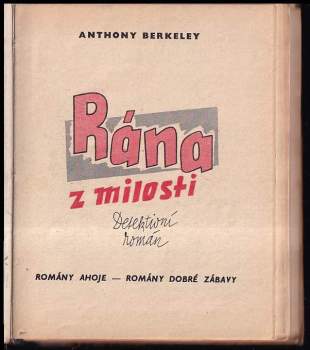 ANTHONY BERKELEY
Rána
z milosti
Detektivní
román
ROMÁNY AHOJE — ROMÁNY DOBRÉ ZÁBAVY